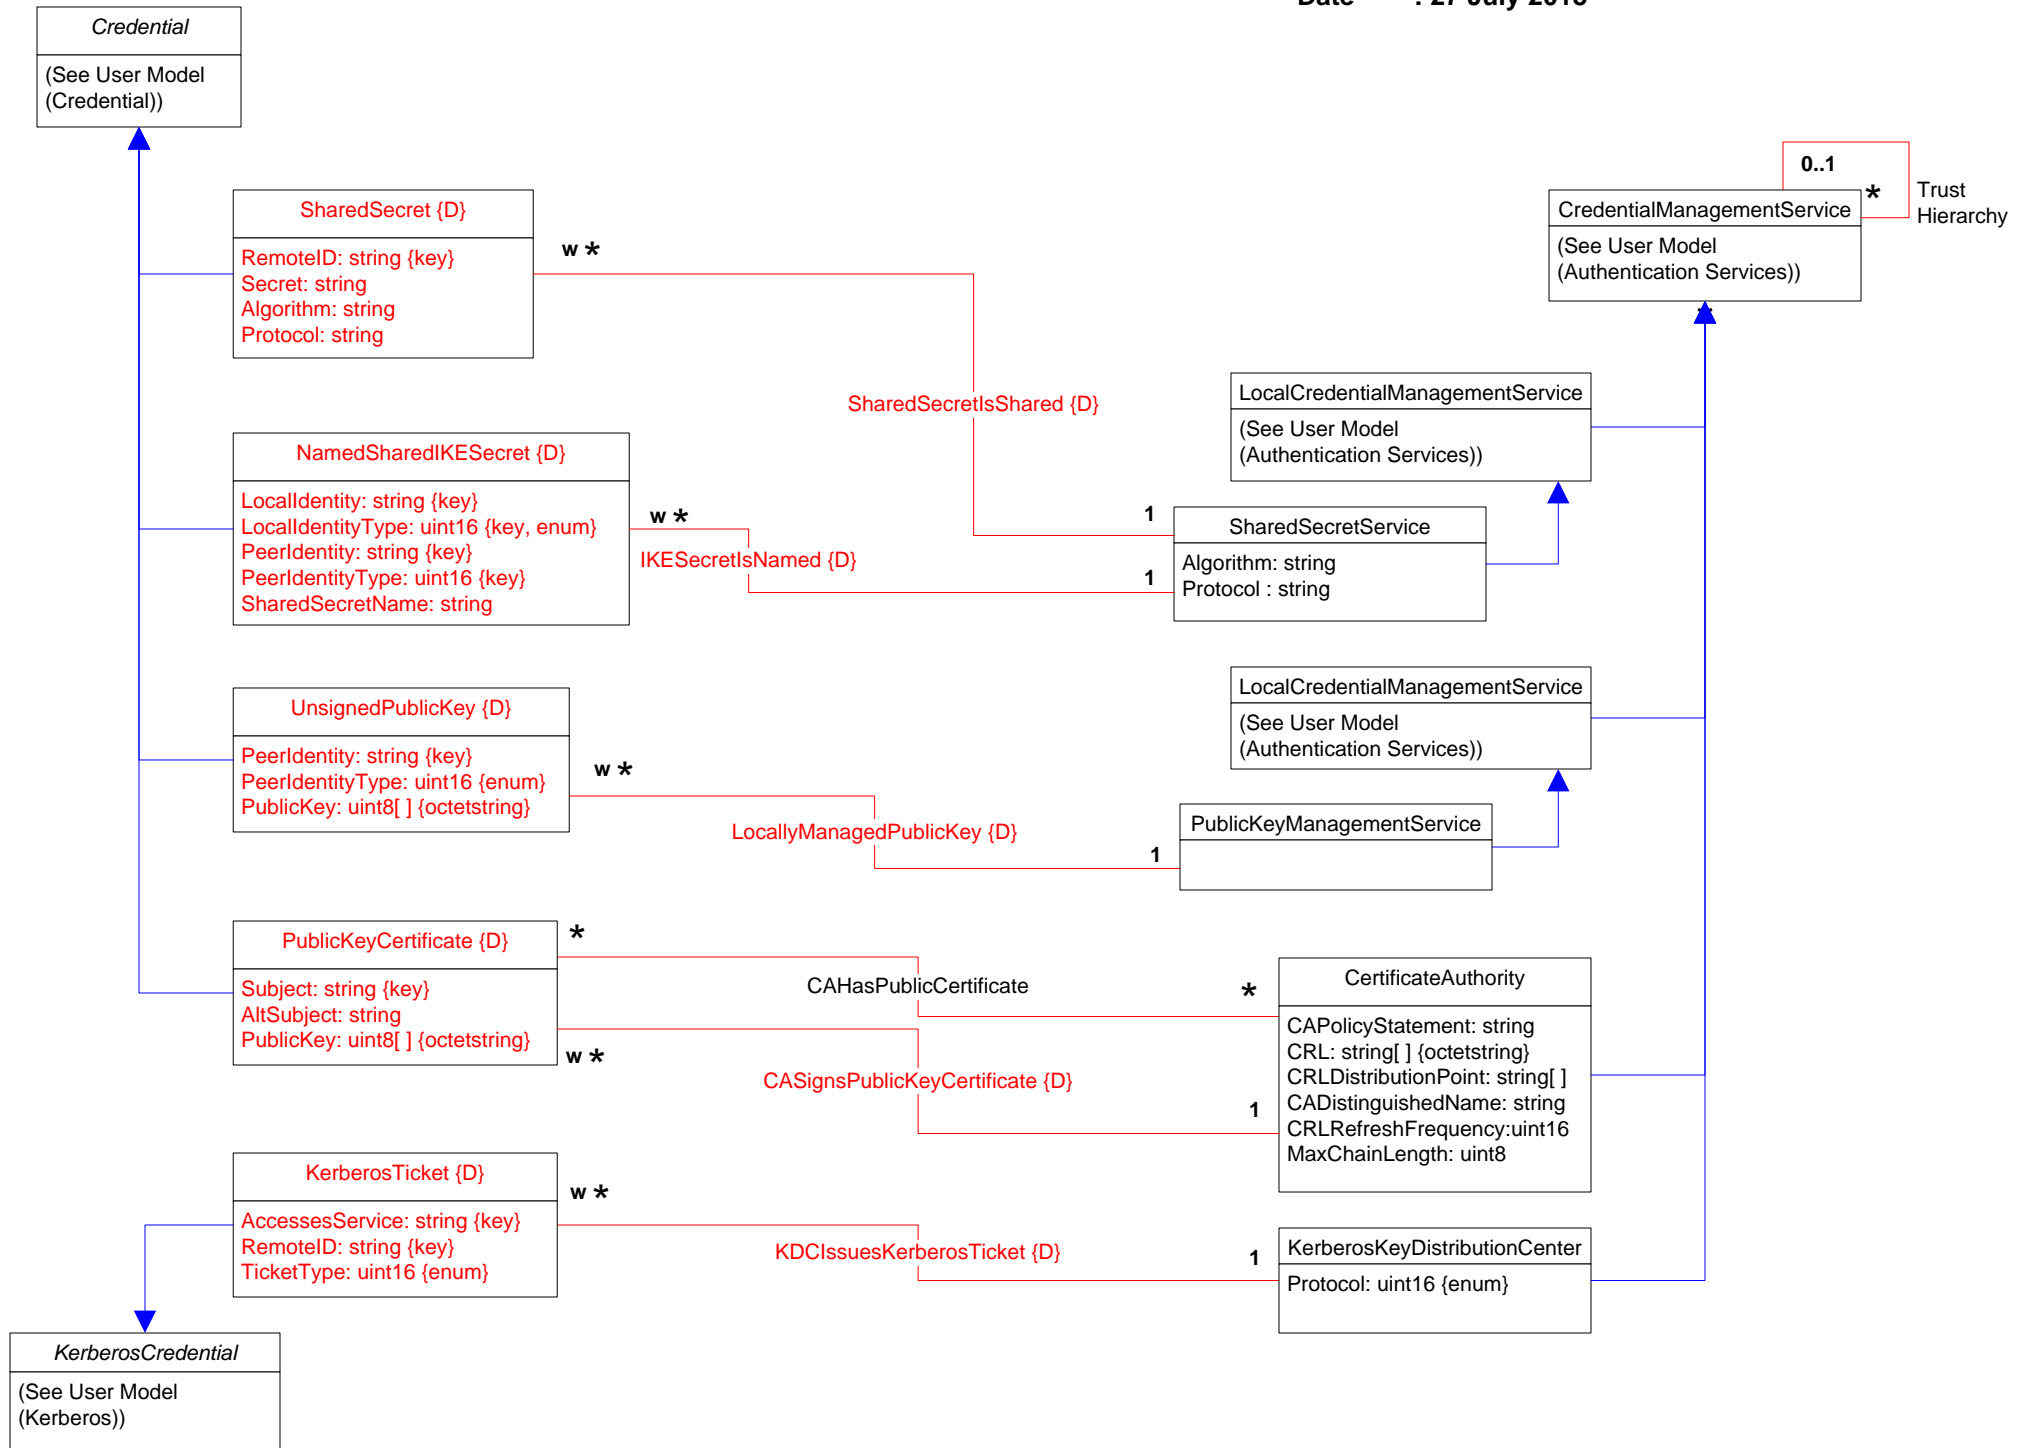 Date : 27 July 2018
Credential
(See User Model
(Credential))
0..1
*
Trust
Hierarchy
CredentialManagementService
(See User Model
(Authentication Services))
*
SharedSecret {D}
RemoteID: string {key}
Secret: string
Algorithm: string
Protocol: string
w *
SharedSecretIsShared {D}
LocalCredentialManagementService
(See User Model
(Authentication Services))
NamedSharedIKESecret {D}
LocalIdentity: string {key}
LocalIdentityType: uint16 {key, enum}
PeerIdentity: string {key}
PeerIdentityType: uint16 {key}
SharedSecretName: string
w *
IKESecretIsNamed {D}
1
1
SharedSecretService
Algorithm: string
Protocol : string
LocalCredentialManagementService
(See User Model
(Authentication Services))
UnsignedPublicKey {D}
PeerIdentity: string {key}
PeerIdentityType: uint16 {enum}
PublicKey: uint8[ ] {octetstring}
w *
LocallyManagedPublicKey {D}
1
PublicKeyManagementService
PublicKeyCertificate {D}
Subject: string {key}
AltSubject: string
PublicKey: uint8[ ] {octetstring}
*
CAHasPublicCertificate
*
w *
CASignsPublicKeyCertificate {D}
1
CertificateAuthority
CAPolicyStatement: string
CRL: string[ ] {octetstring}
CRLDistributionPoint: string[ ]
CADistinguishedName: string
CRLRefreshFrequency:uint16
MaxChainLength: uint8
KerberosTicket {D}
AccessesService: string {key}
RemoteID: string {key}
TicketType: uint16 {enum}
w *
KDCIssuesKerberosTicket {D}
1
KerberosKeyDistributionCenter
Protocol: uint16 {enum}
KerberosCredential
(See User Model
(Kerberos))